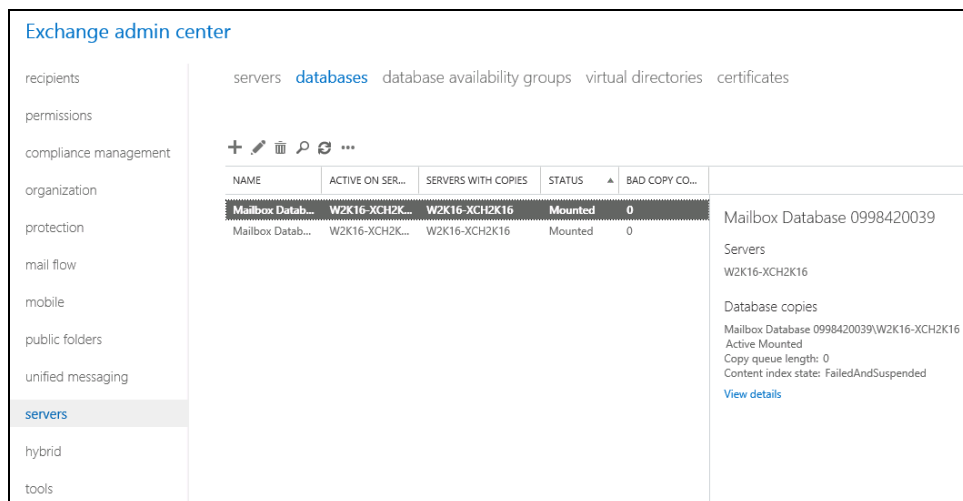 Exchange admin center
recipients
permissions
compliance management
organization
protection
mail flow
mobile
public folders
unified messaging
servers
hybrid
tools
servers databases database availability groups virtual directories certificates
NAME ACTIVE ON SER... SERVERS WITH COPIES STATUS BAD COPY CO...
Mailbox Datab... W2K16-XCH2K... W2K16-XCH2K16 Mounted 0
Mailbox Datab... W2K16-XCH2K... W2K16-XCH2K16 Mounted 0
Mailbox Database 0998420039
Servers
W2K16-XCH2K16
Database copies
Mailbox Database 0998420039\W2K16-XCH2K16
Active Mounted
Copy queue length: 0
Content index state: FailedAndSuspended
View details